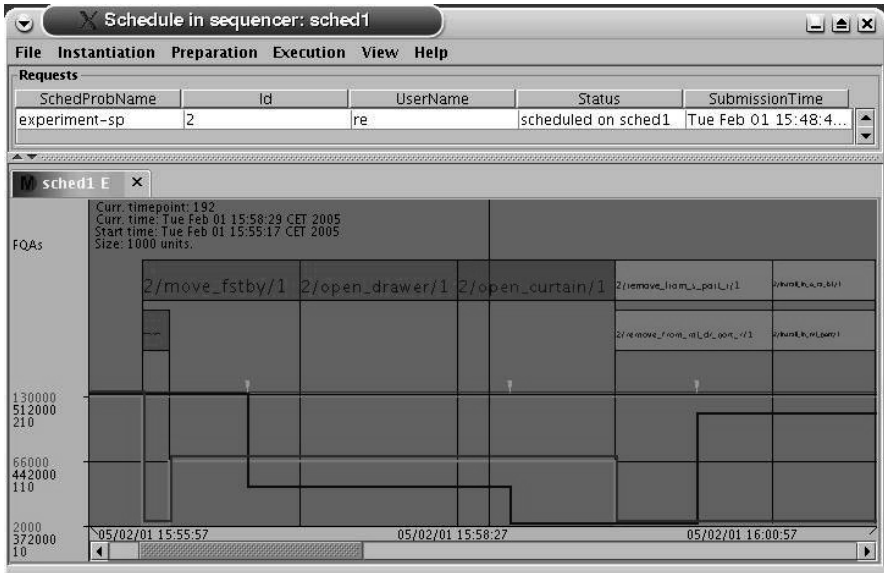 Schedule in sequencer: sched1
File Instantiation Preparation Execution View Help
Requests
SchedProbName Id UserName Status SubmissionTime
experiment-sp 2 re scheduled on sched1 Tue Feb 01 15:48:4...
sched1 E
Curr. timepoint: 192
Curr. time: Tue Feb 01 15:58:29 CET 2005
Start time: Tue Feb 01 15:55:17 CET 2005
Size: 1000 units.
FQAs
2/move_fstby/1 2/open_drawer/1 2/open_curtain/1
130000
512000
210
66000
442000
110
2000
372000
10
05/02/01 15:55:57 05/02/01 15:58:27 05/02/01 16:00:57